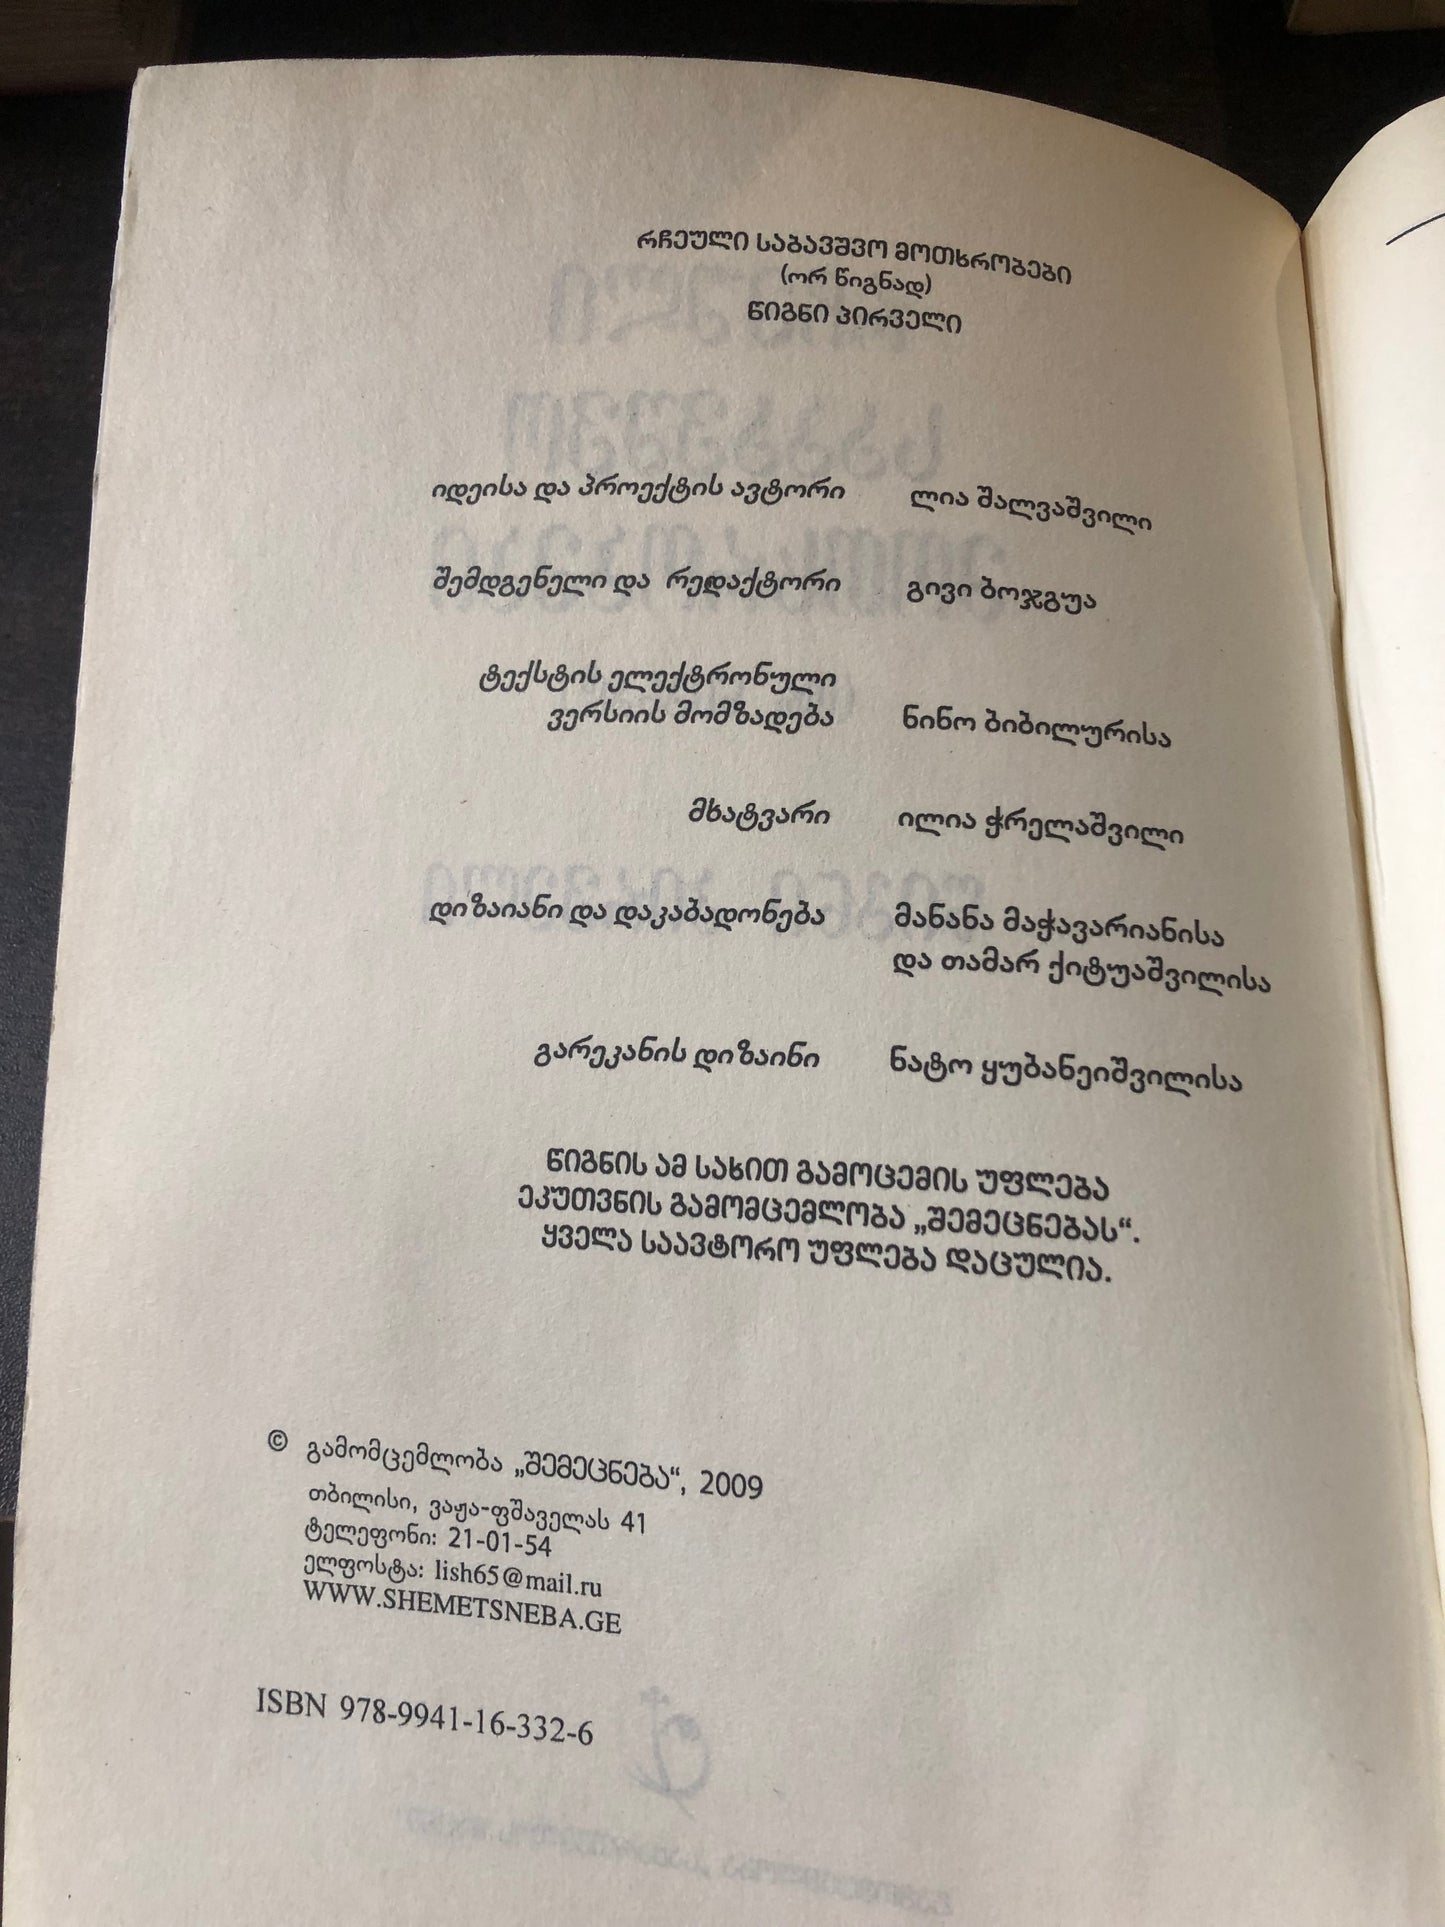 რჩეული საბავშვო მოთხრობები
(ორ წიგნად)
წიგნი პირველი
იდეისა და პროექტის ავტორი ლია შალვაშვილი
შემდგენელი და რედაქტორი გივი ბოჯგუა
ტექსტის ელექტრონული
ვერსიის მომზადება ნინო ბიბილურისა
მხატვარი ილია ჭრელაშვილი
დიზაიანი და დაკაბადონება მანანა მაჭავარიანისა
და თამარ ქიტუაშვილისა
გარეკანის დიზაინი ნატო ყუბანეიშვილისა
წიგნის ამ სახით გამოცემის უფლება
ეკუთვნის გამომცემლობა „შემეცნებას“.
ყველა საავტორო უფლება დაცულია.
© გამომცემლობა „შემეცნება“, 2009
თბილისი, ვაჟა-ფშაველას 41
ტელეფონი: 21-01-54
ელფოსტა: lish65@mail.ru
WWW.SHEMETSNEBA.GE
ISBN 978-9941-16-332-6